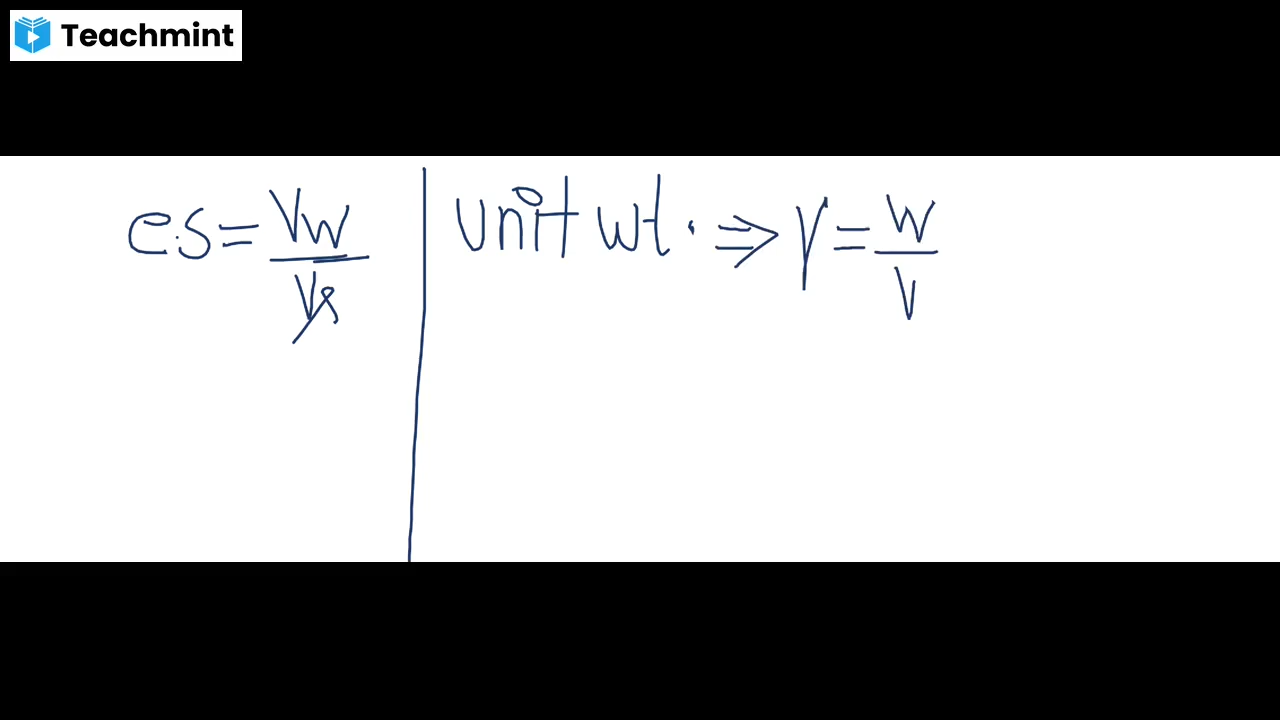 Teachmint
e.s = Vw / Vs
unit wt. ⇒ γ = W / V